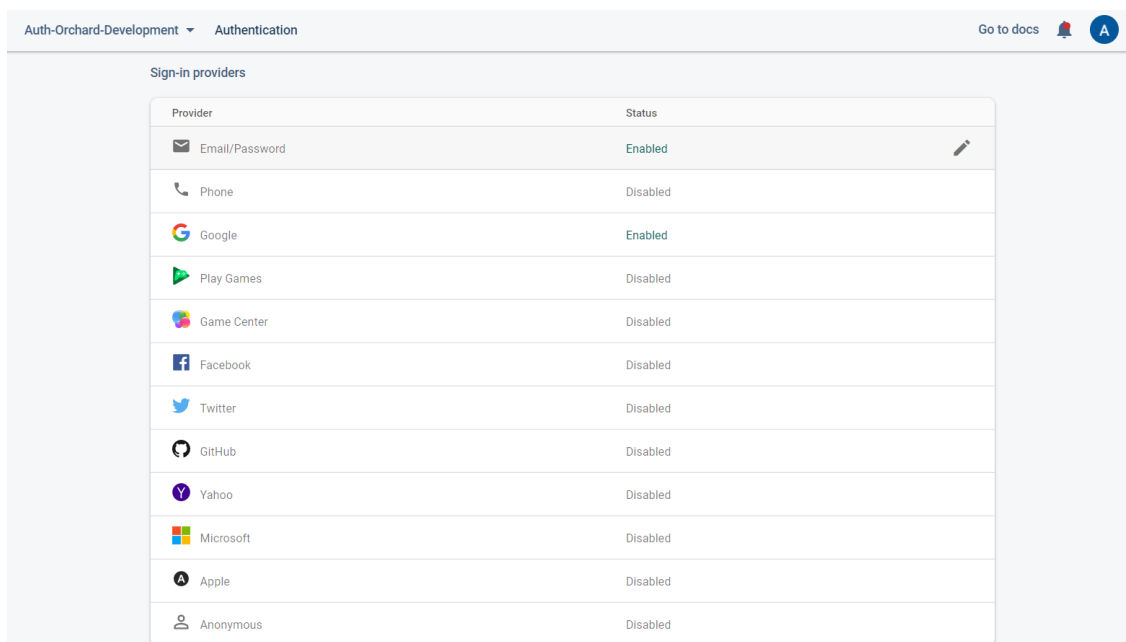 Auth-Orchard-Development Authentication Go to docs A
Sign-in providers
Provider Status
Email/Password Enabled
Phone Disabled
Google Enabled
Play Games Disabled
Game Center Disabled
Facebook Disabled
Twitter Disabled
GitHub Disabled
Yahoo Disabled
Microsoft Disabled
Apple Disabled
Anonymous Disabled